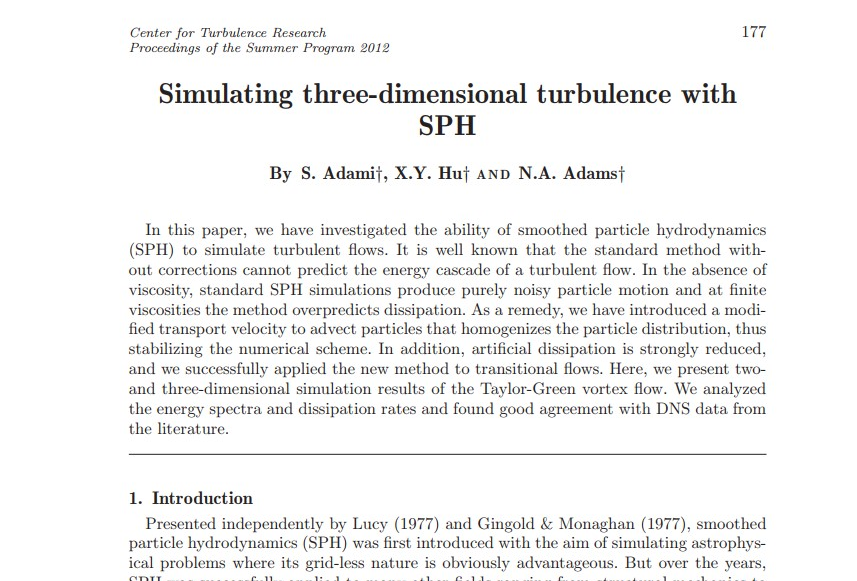 Center for Turbulence Research
Proceedings of the Summer Program 2012
177
Simulating three-dimensional turbulence with
SPH
By S. Adami†, X.Y. Hu† AND N.A. Adams†
In this paper, we have investigated the ability of smoothed particle hydrodynamics
(SPH) to simulate turbulent flows. It is well known that the standard method with-
out corrections cannot predict the energy cascade of a turbulent flow. In the absence of
viscosity, standard SPH simulations produce purely noisy particle motion and at finite
viscosities the method overpredicts dissipation. As a remedy, we have introduced a modi-
fied transport velocity to advect particles that homogenizes the particle distribution, thus
stabilizing the numerical scheme. In addition, artificial dissipation is strongly reduced,
and we successfully applied the new method to transitional flows. Here, we present two-
and three-dimensional simulation results of the Taylor-Green vortex flow. We analyzed
the energy spectra and dissipation rates and found good agreement with DNS data from
the literature.
1. Introduction
Presented independently by Lucy (1977) and Gingold & Monaghan (1977), smoothed
particle hydrodynamics (SPH) was first introduced with the aim of simulating astrophys-
ical problems where its grid-less nature is obviously advantageous. But over the years,